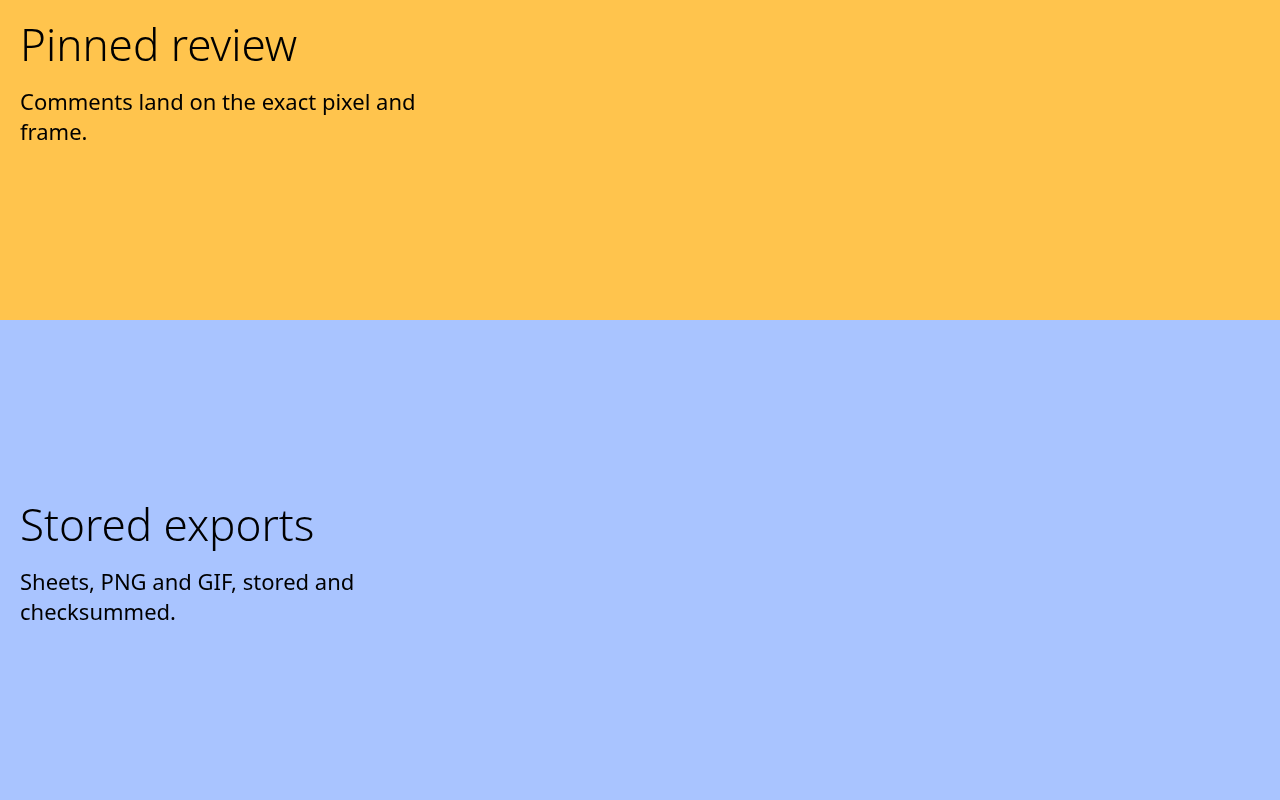 Pinned review
Comments land on the exact pixel and
frame.
Stored exports
Sheets, PNG and GIF, stored and
checksummed.